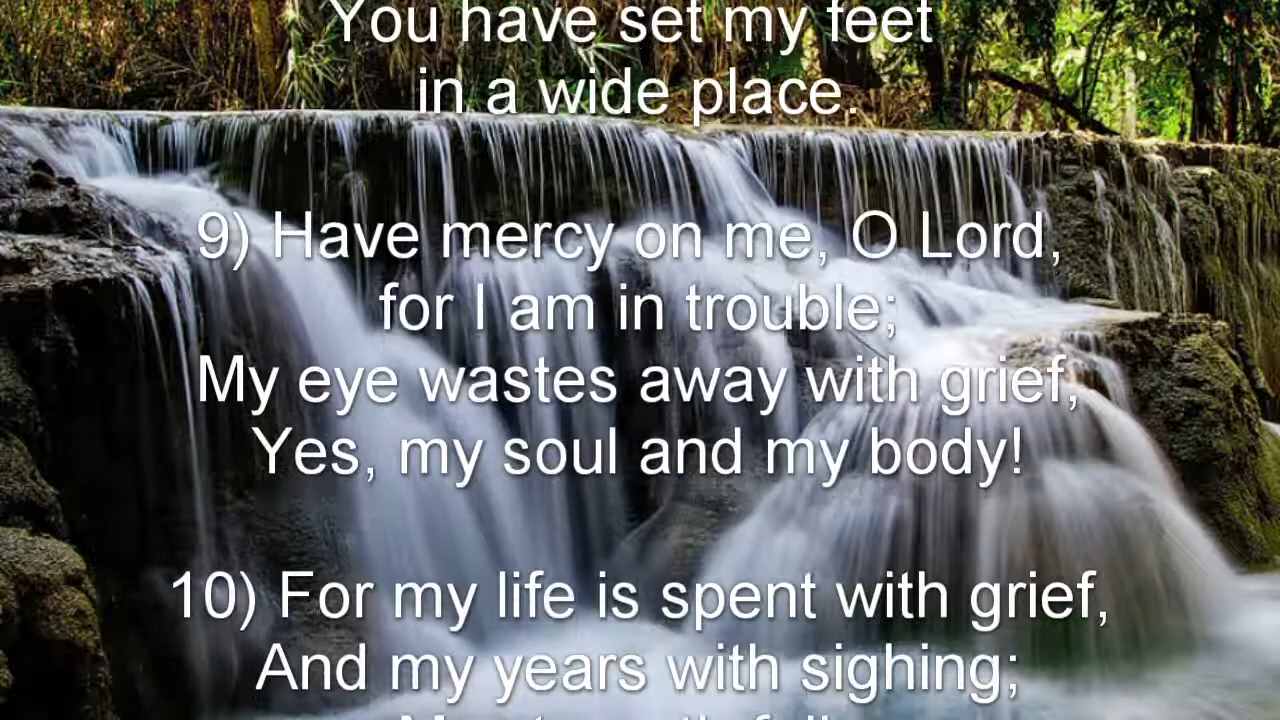 You have set my feet
in a wide place.
9) Have mercy on me, O Lord,
for I am in trouble;
My eye wastes away with grief,
Yes, my soul and my body!
10) For my life is spent with grief,
And my years with sighing;